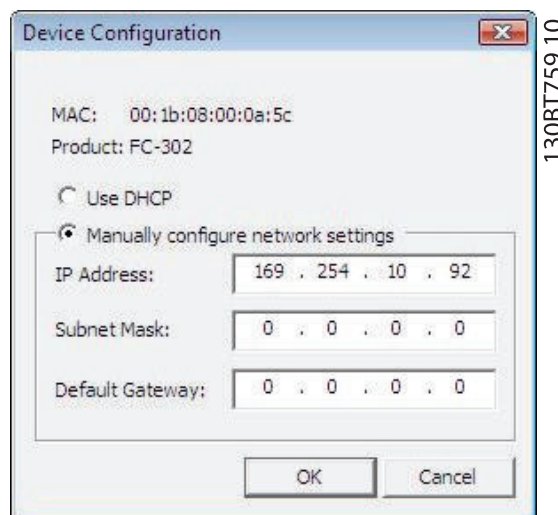 Device Configuration
MAC: 00:1b:08:00:0a:5c
Product: FC-302
Use DHCP
Manually configure network settings
IP Address: 169 . 254 . 10 . 92
Subnet Mask: 0 . 0 . 0 . 0
Default Gateway: 0 . 0 . 0 . 0
OK Cancel
130BT759.10